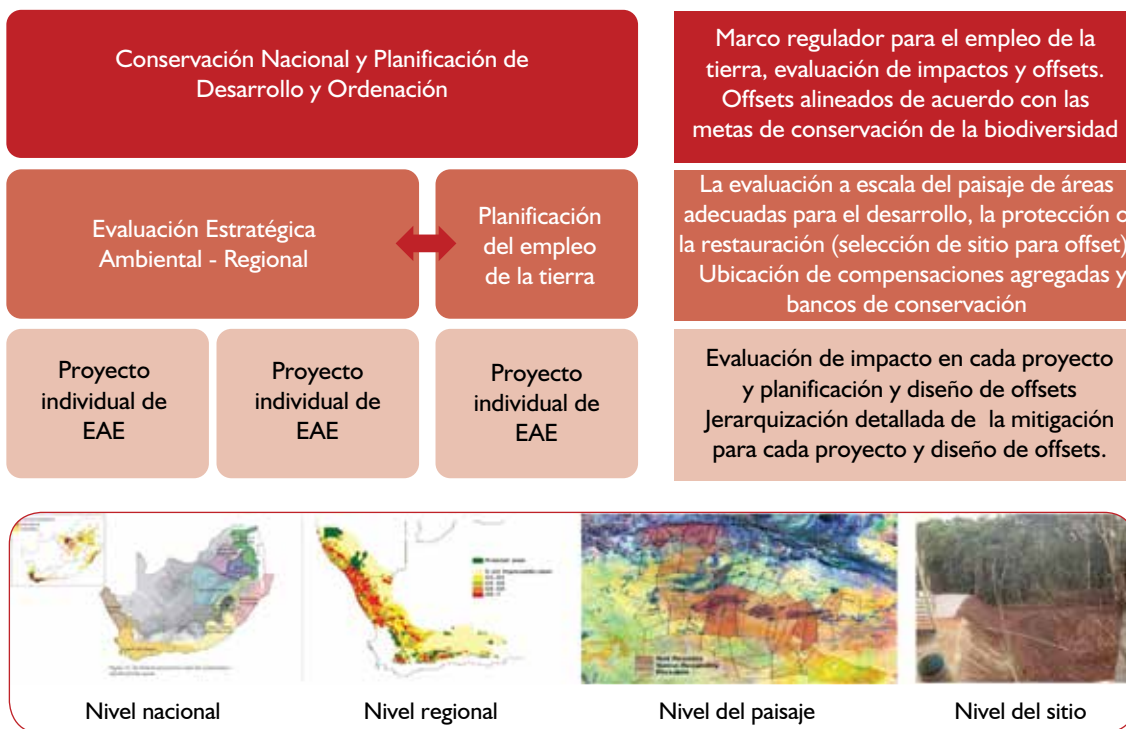 Conservación Nacional y Planificación de
Desarrollo y Ordenación
Marco regulador para el empleo de la
tierra, evaluación de impactos y offsets.
Offsets alineados de acuerdo con las
metas de conservación de la biodiversidad
Evaluación Estratégica
Ambiental - Regional
Planificación
del empleo
de la tierra
La evaluación a escala del paisaje de áreas
adecuadas para el desarrollo, la protección o
la restauración (selección de sitio para offset)
Ubicación de compensaciones agregadas y
bancos de conservación
Proyecto
individual de
EAE
Proyecto
individual de
EAE
Proyecto
individual de
EAE
Evaluación de impacto en cada proyecto
y planificación y diseño de offsets
Jerarquización detallada de la mitigación
para cada proyecto y diseño de offsets.
Nivel nacional
Nivel regional
Nivel del paisaje
Nivel del sitio